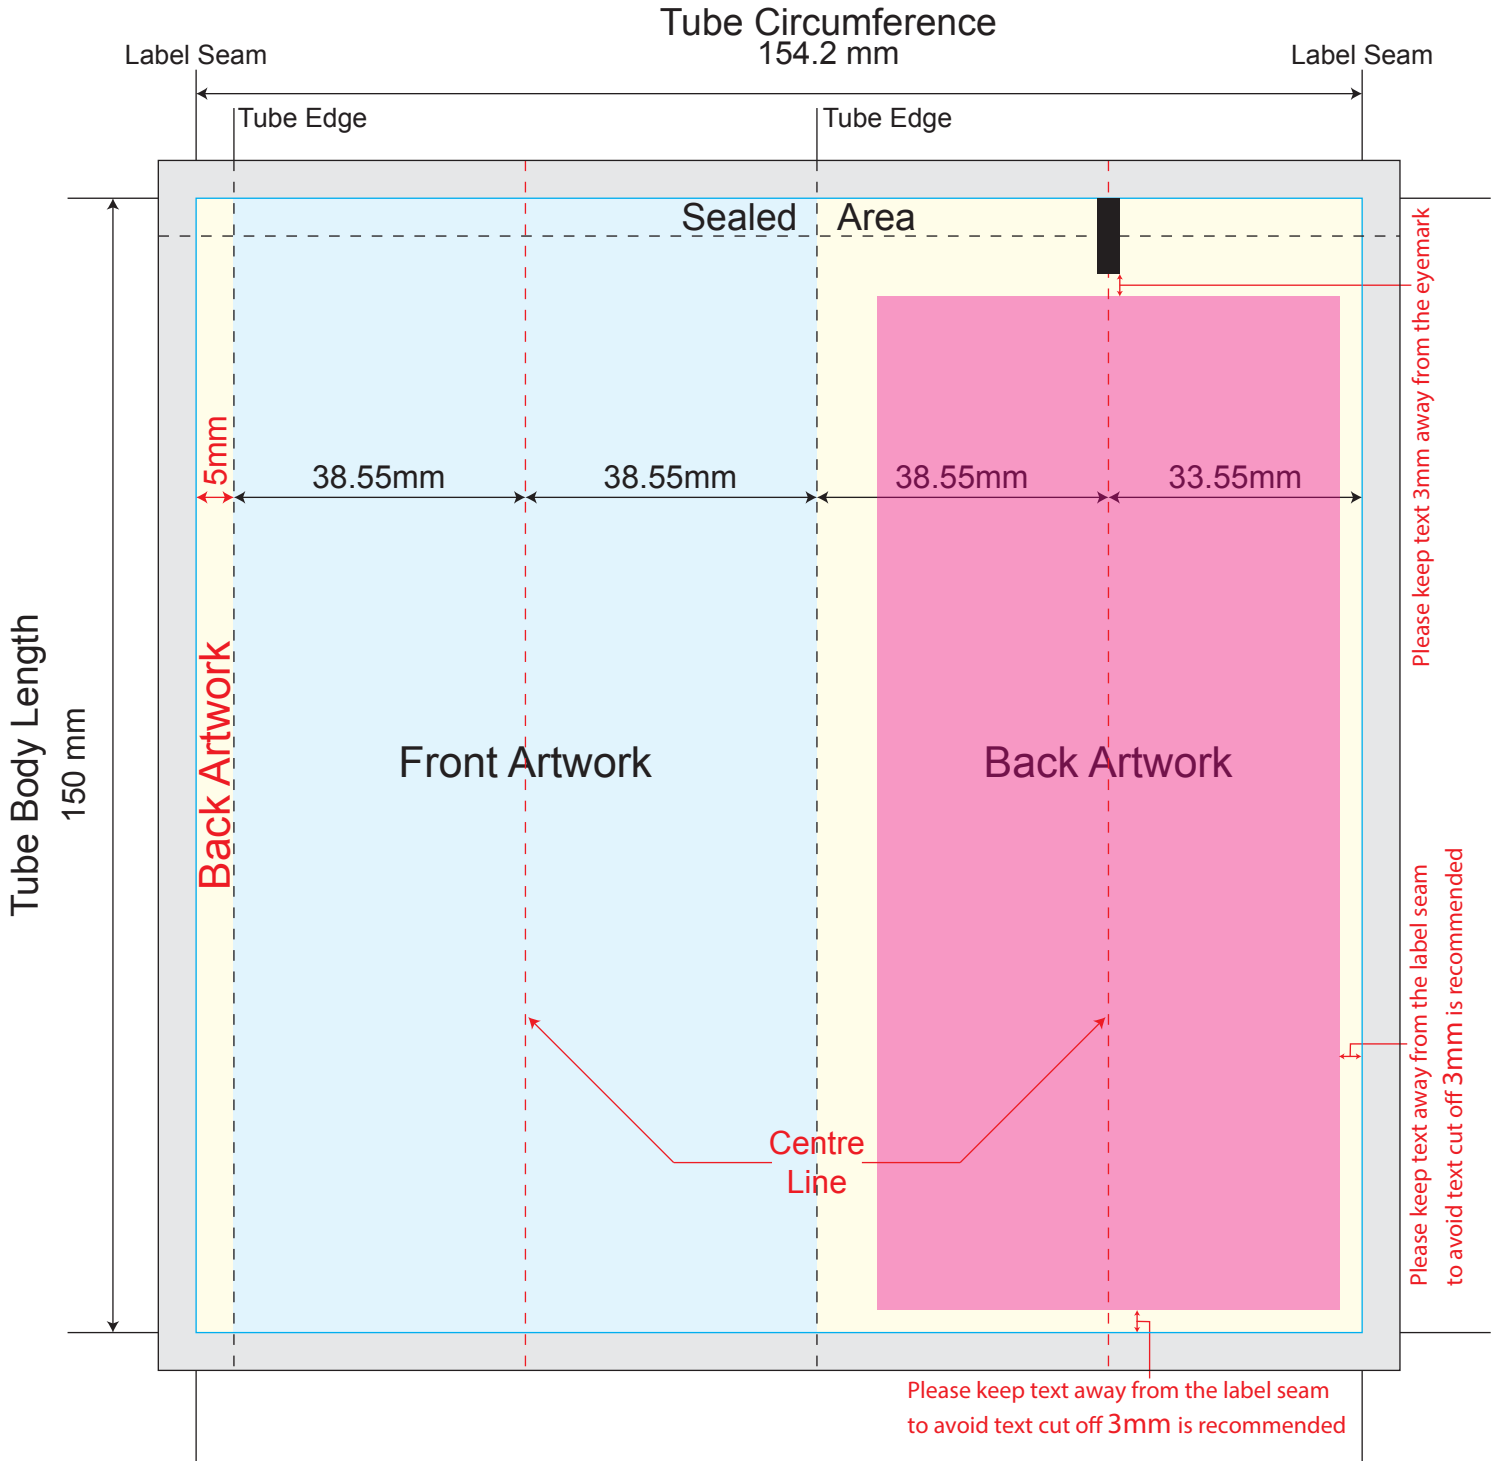 Tube Circumference
154.2 mm
Label Seam
Label Seam
Tube Edge
Tube Edge
Sealed Area
Please keep text 3mm away from the eyemark
5mm
38.55mm
38.55mm
38.55mm
33.55mm
Tube Body Length
150 mm
Back Artwork
Front Artwork
Back Artwork
Please keep text away from the label seam
to avoid text cut off 3mm is recommended
Centre
Line
Please keep text away from the label seam
to avoid text cut off 3mm is recommended